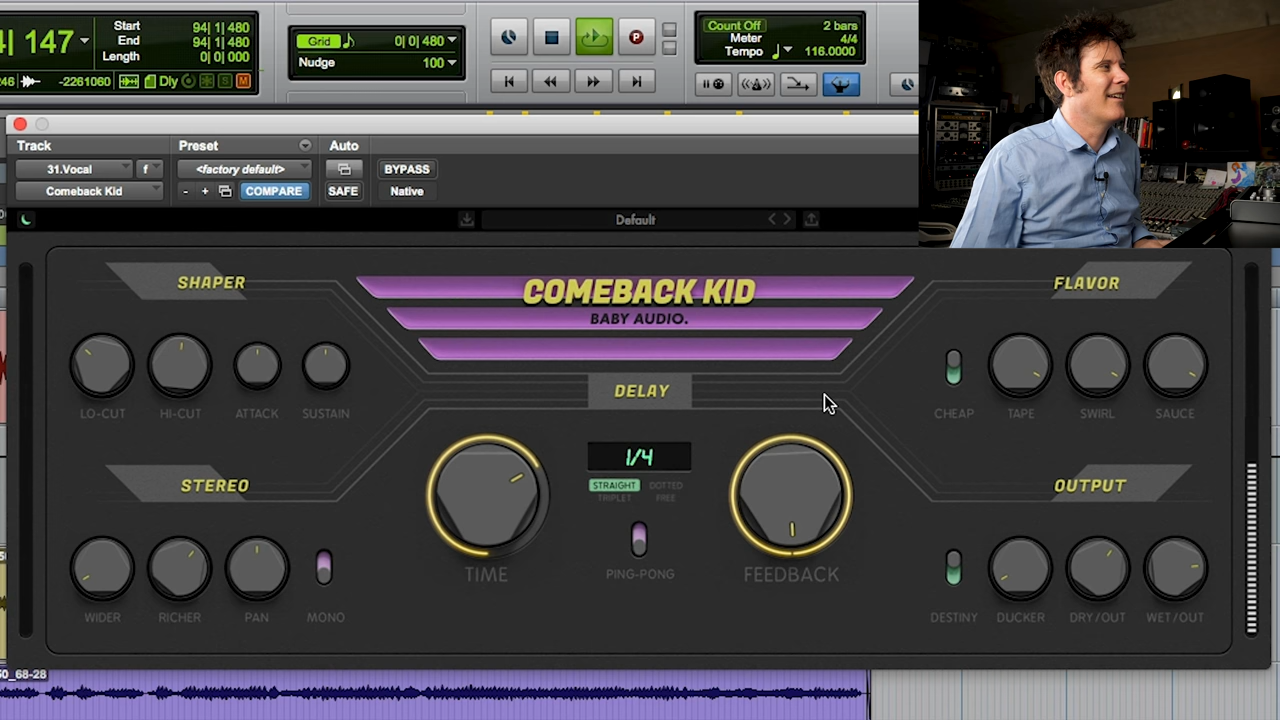 4| 147
Start 94| 1| 480
End 94| 1| 480
Length 0| 0| 000
246 -2261060 Dly S M
Grid 0| 0| 480
Nudge 100
P
Count Off 2 bars
Meter 4/4
Tempo 116.0000
Track Preset Auto
31.Vocal f <factory default> BYPASS
Comeback Kid - + COMPARE SAFE Native
Default
SHAPER
COMEBACK KID
BABY AUDIO.
FLAVOR
DELAY
LO-CUT HI-CUT ATTACK SUSTAIN
CHEAP TAPE SWIRL SAUCE
1/4
STEREO
STRAIGHT DOTTED
TRIPLET FREE
OUTPUT
TIME PING-PONG FEEDBACK
WIDER RICHER PAN MONO
DESTINY DUCKER DRY/OUT WET/OUT
0_68-28